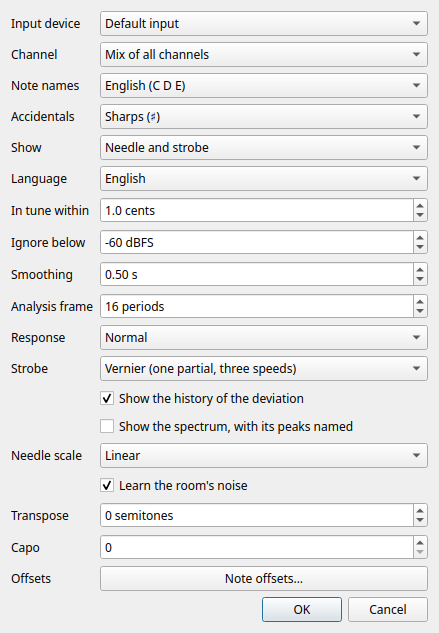 Input device Default input
Channel Mix of all channels
Note names English (C D E)
Accidentals Sharps (♯)
Show Needle and strobe
Language English
In tune within 1.0 cents
Ignore below -60 dBFS
Smoothing 0.50 s
Analysis frame 16 periods
Response Normal
Strobe Vernier (one partial, three speeds)
Show the history of the deviation
Show the spectrum, with its peaks named
Needle scale Linear
Learn the room's noise
Transpose 0 semitones
Capo 0
Offsets Note offsets...
OK Cancel